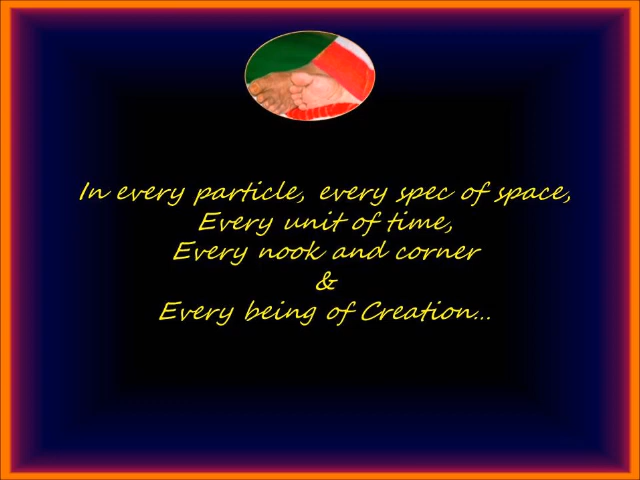 In every particle, every spec of space,
Every unit of time,
Every nook and corner
&
Every being of Creation...